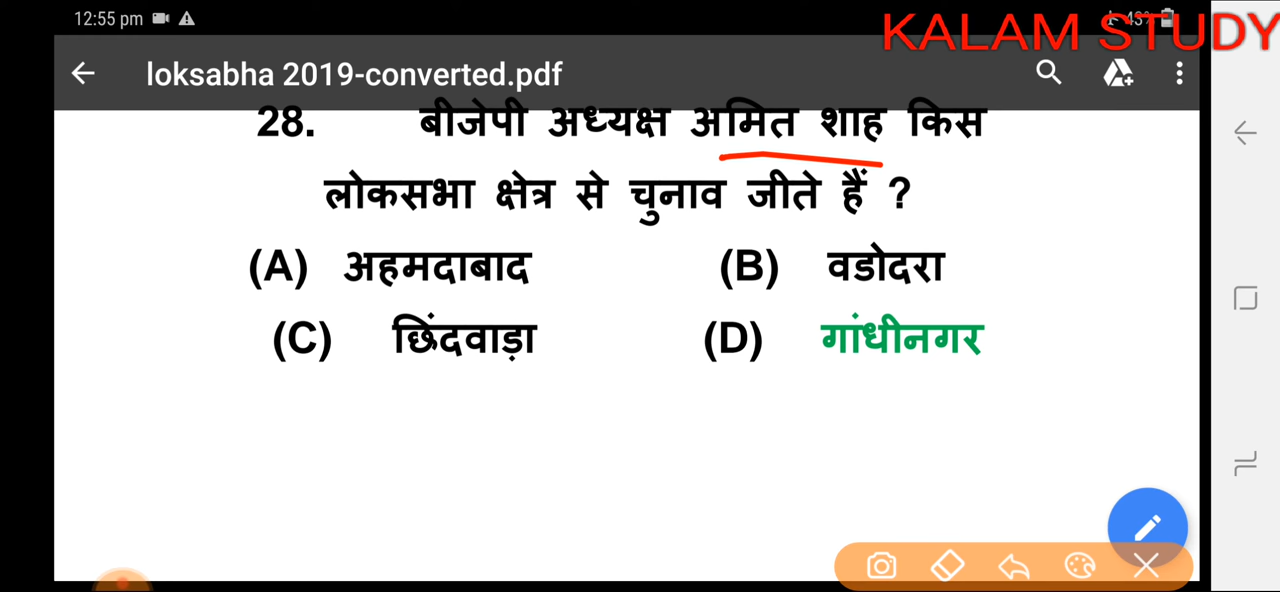 12:55 pm
43%
KALAM STUDY
loksabha 2019-converted.pdf
28. बीजेपी अध्यक्ष अमित शाह किस
लोकसभा क्षेत्र से चुनाव जीते हैं ?
(A) अहमदाबाद (B) वडोदरा
(C) छिंदवाड़ा (D) गांधीनगर